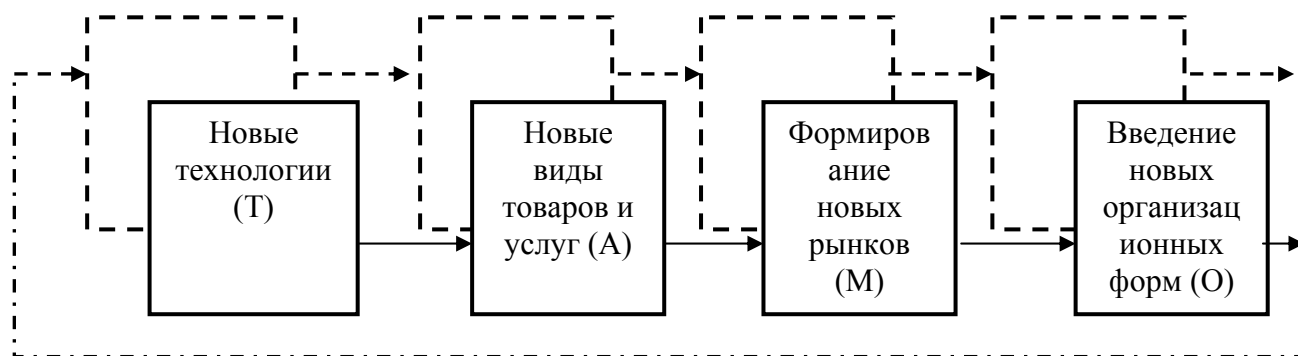 Новые
технологии
(Т)
Новые
виды
товаров и
услуг (А)
Формиров
ание
новых
рынков
(М)
Введение
новых
организац
ионных
форм (О)